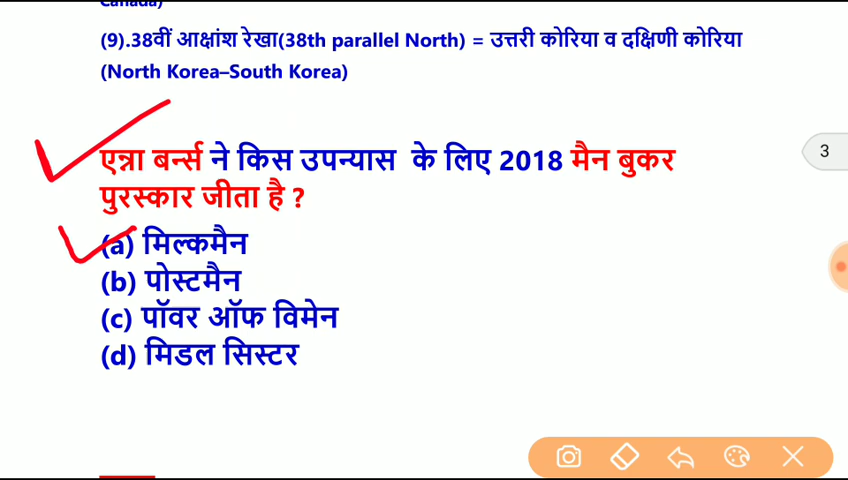 Canada)
(9).38वीं आक्षांश रेखा(38th parallel North) = उत्तरी कोरिया व दक्षिणी कोरिया
(North Korea–South Korea)
एन्ना बर्न्स ने किस उपन्यास के लिए 2018 मैन बुकर
पुरस्कार जीता है ?
(a) मिल्कमैन
(b) पोस्टमैन
(c) पॉवर ऑफ विमेन
(d) मिडल सिस्टर
3